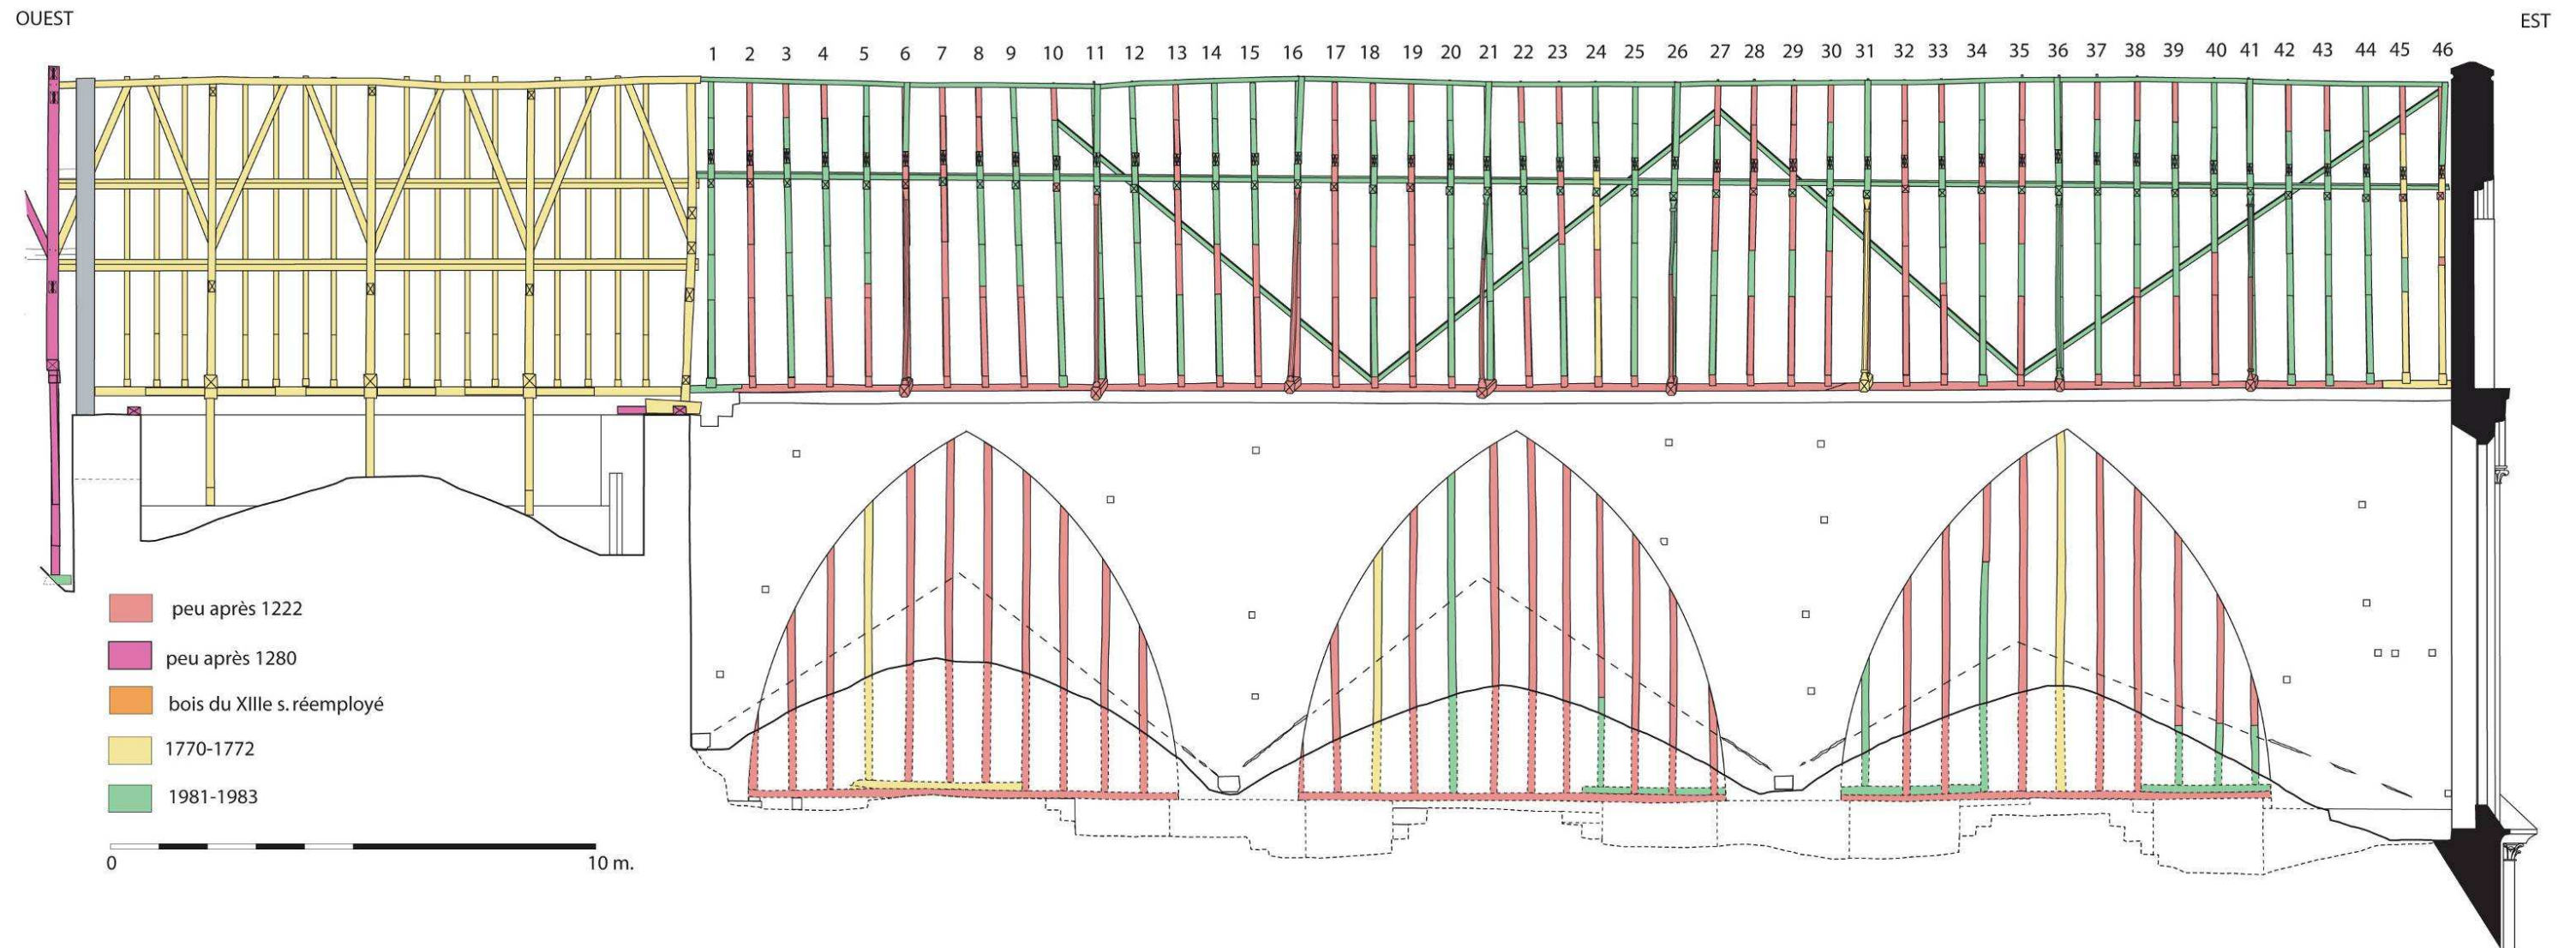 OUEST
EST
1 2 3 4 5 6 7 8 9 10 11 12 13 14 15 16 17 18 19 20 21 22 23 24 25 26 27 28 29 30 31 32 33 34 35 36 37 38 39 40 41 42 43 44 45 46
peu après 1222
peu après 1280
bois du XIIIe s. réemployé
1770-1772
1981-1983
0 10 m.